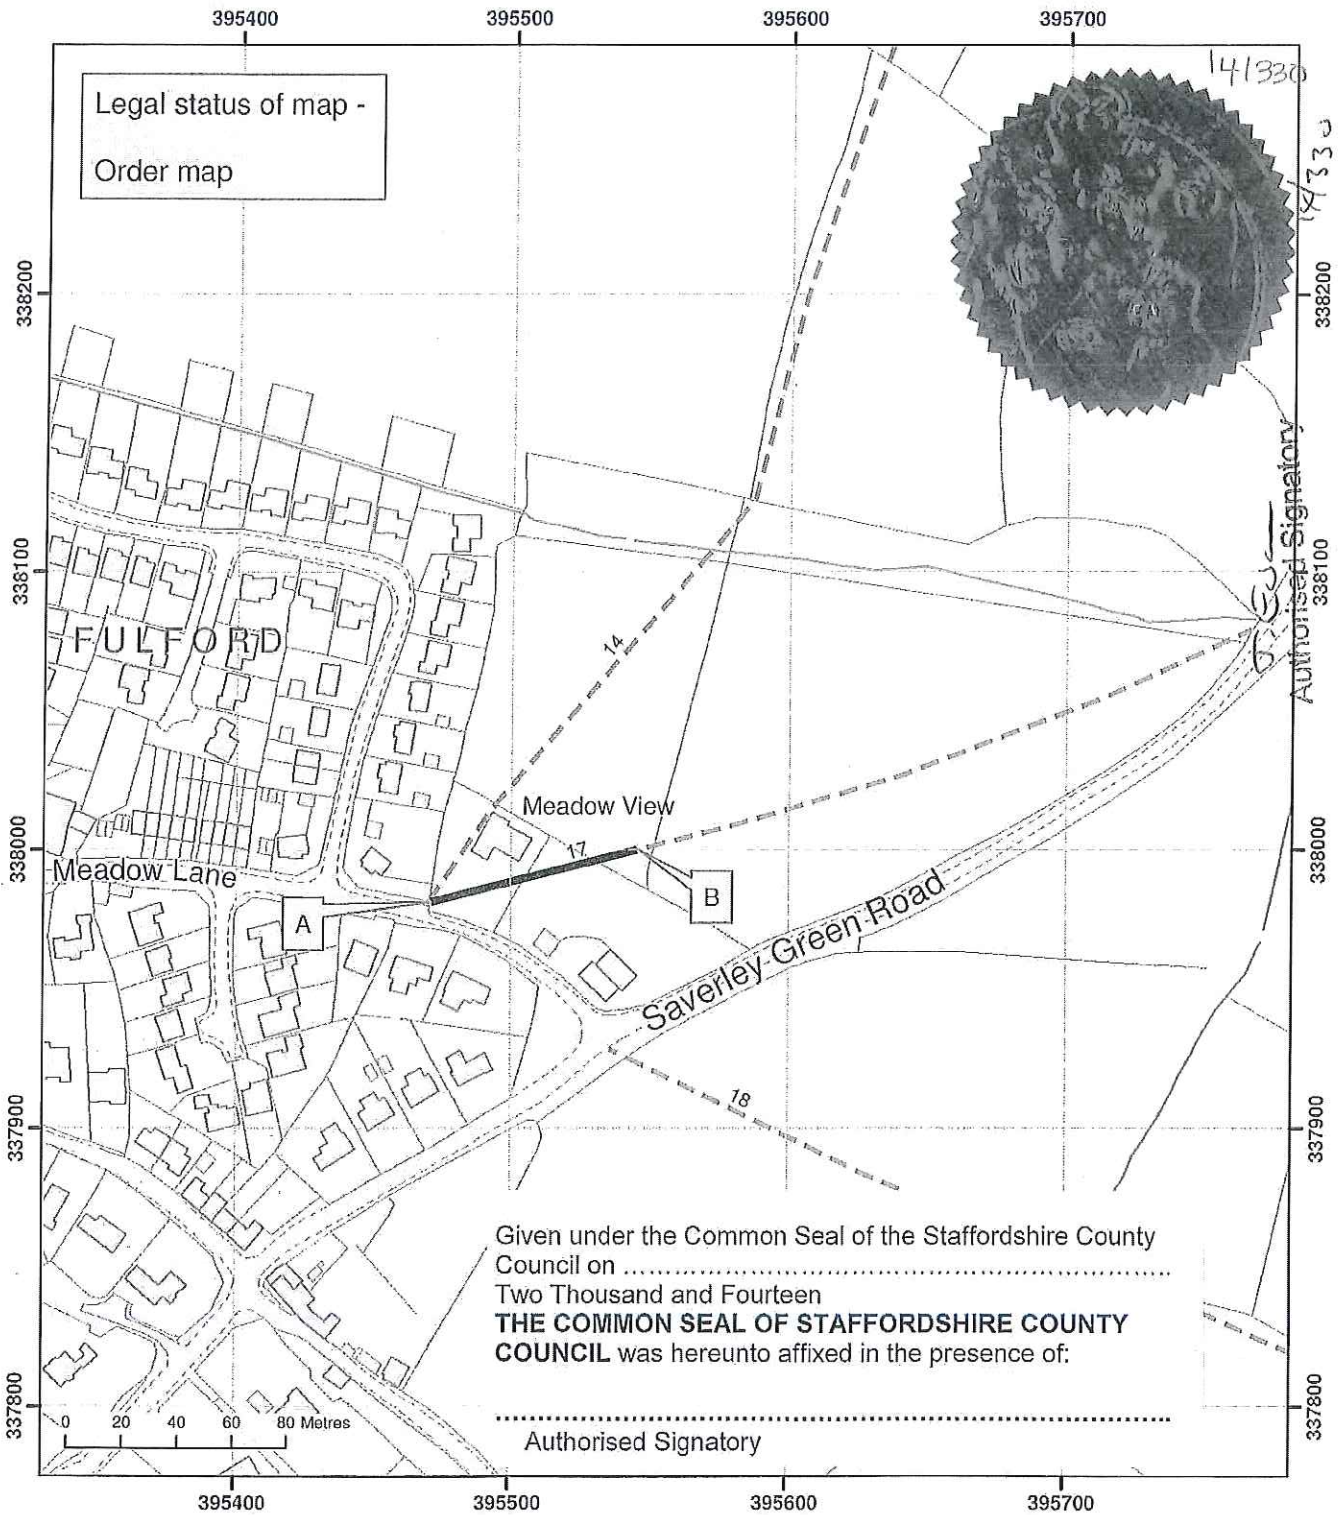 395400 395500 395600 395700
141330
Legal status of map -
Order map
338200
338200
Authorised Signatory
338100
338100
FULFORD
14
Meadow View
338000
17
338000
Meadow Lane
A
B
Saverley Green Road
18
337900
337900
Given under the Common Seal of the Staffordshire County
Council on ................................................
Two Thousand and Fourteen
THE COMMON SEAL OF STAFFORDSHIRE COUNTY
COUNCIL was hereunto affixed in the presence of:
337800
337800
0 20 40 60 80 Metres
Authorised Signatory
395400 395500 395600 395700